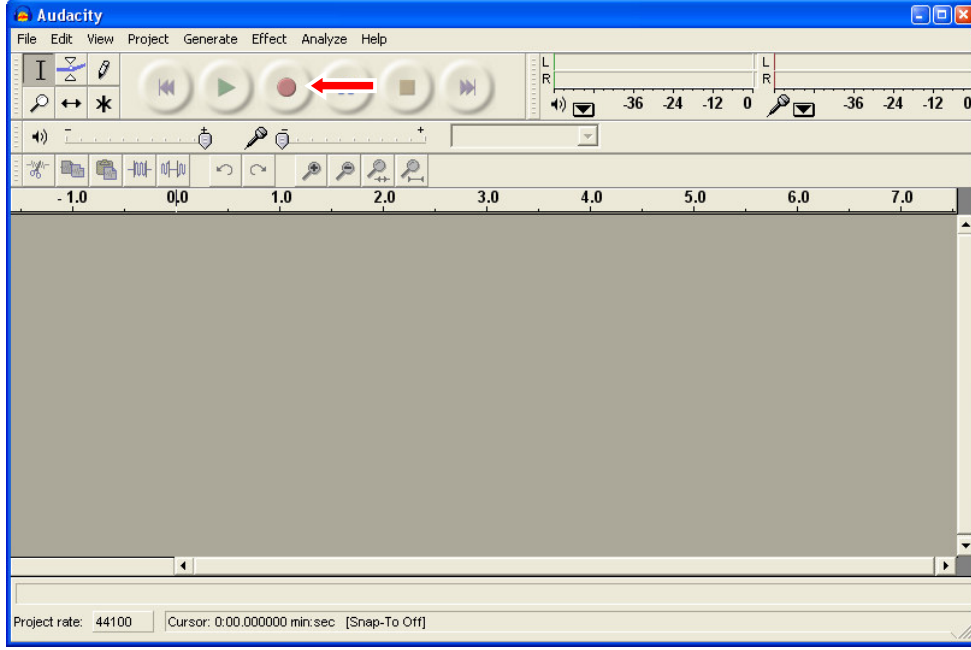 Audacity
File Edit View Project Generate Effect Analyze Help
L
R
-36 -24 -12 0
L
R
-36 -24 -12 0
- +
- +
- 1.0 0.0 1.0 2.0 3.0 4.0 5.0 6.0 7.0
Project rate: 44100 Cursor: 0:00.000000 min:sec [Snap-To Off]